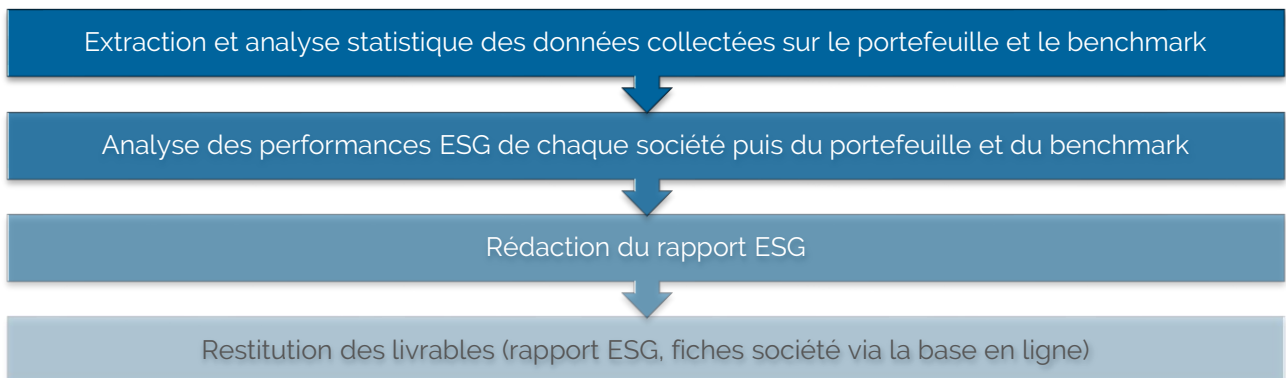 Extraction et analyse statistique des données collectées sur le portefeuille et le benchmark
Analyse des performances ESG de chaque société puis du portefeuille et du benchmark
Rédaction du rapport ESG
Restitution des livrables (rapport ESG, fiches société via la base en ligne)